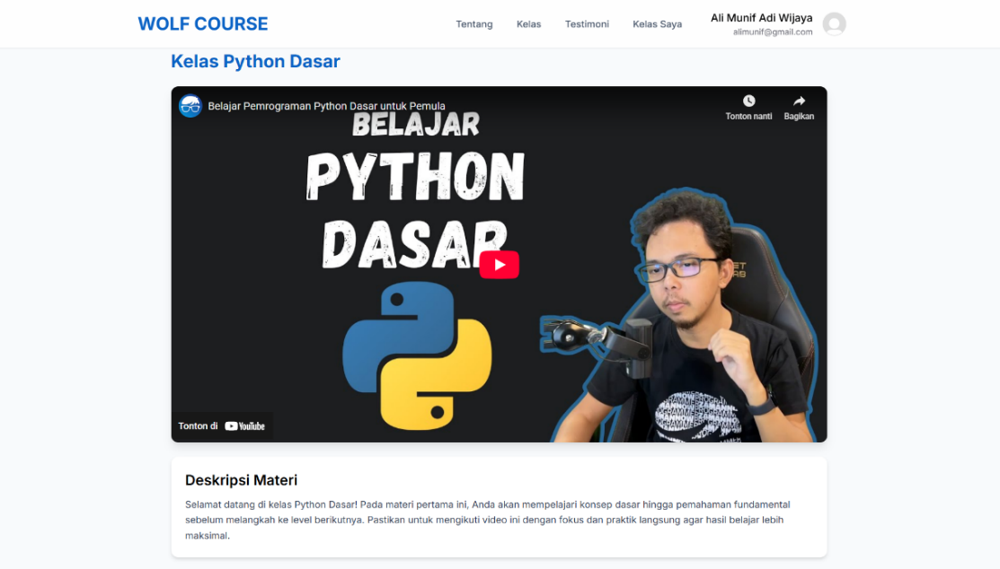 WOLF COURSE
Tentang
Kelas
Testimoni
Kelas Saya
Ali Munif Adi Wijaya
alimunif@gmail.com
Kelas Python Dasar
Belajar Pemrograman Python Dasar untuk Pemula
Tonton nanti
Bagikan
BELAJAR
PYTHON
DASAR
Tonton di YouTube
Deskripsi Materi
Selamat datang di kelas Python Dasar! Pada materi pertama ini, Anda akan mempelajari konsep dasar hingga pemahaman fundamental
sebelum melangkah ke level berikutnya. Pastikan untuk mengikuti video ini dengan fokus dan praktik langsung agar hasil belajar lebih
maksimal.